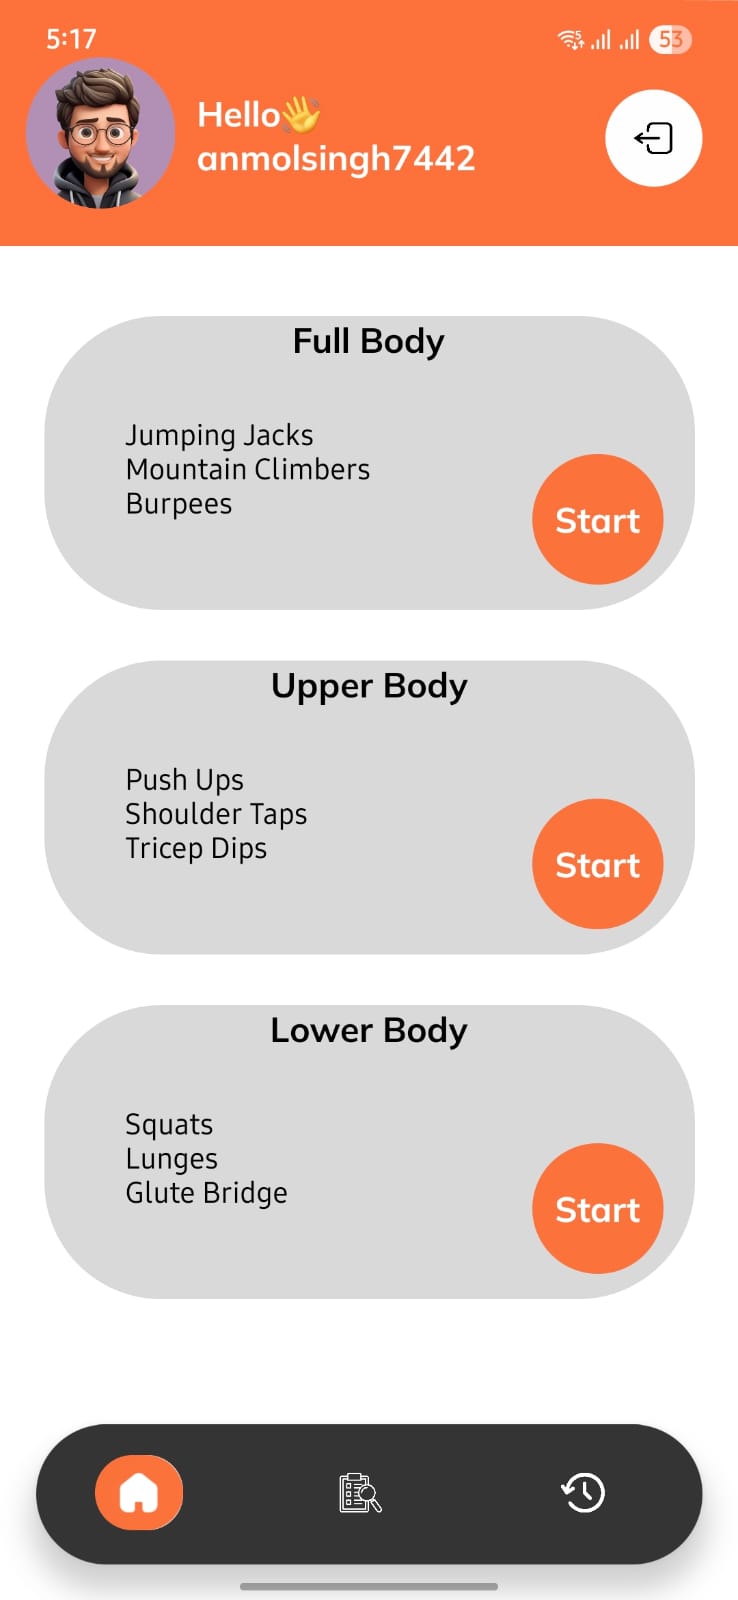 5:17
5
53
Hello👋
anmolsingh7442
Full Body
Jumping Jacks
Mountain Climbers
Burpees
Start
Upper Body
Push Ups
Shoulder Taps
Tricep Dips
Start
Lower Body
Squats
Lunges
Glute Bridge
Start